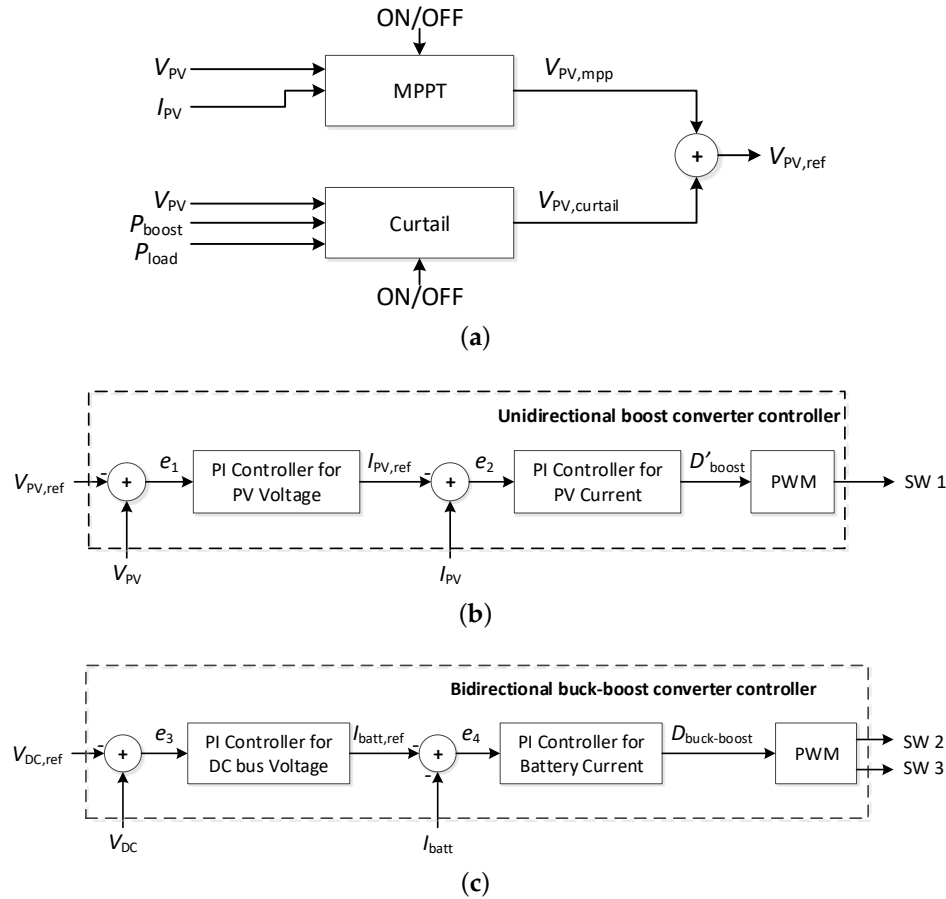 ON/OFF
V_PV
I_PV
MPPT
V_PV,mpp
+
V_PV,ref
V_PV
P_boost
P_load
Curtail
V_PV,curtail
ON/OFF
(a)
Unidirectional boost converter controller
V_PV,ref
-
+
e_1
PI Controller for
PV Voltage
I_PV,ref
-
+
e_2
PI Controller for
PV Current
D'_boost
PWM
SW 1
V_PV
I_PV
(b)
Bidirectional buck-boost converter controller
V_DC,ref
-
+
e_3
PI Controller for
DC bus Voltage
I_batt,ref
-
+
-
e_4
PI Controller for
Battery Current
D_buck-boost
PWM
SW 2
SW 3
V_DC
I_batt
(c)